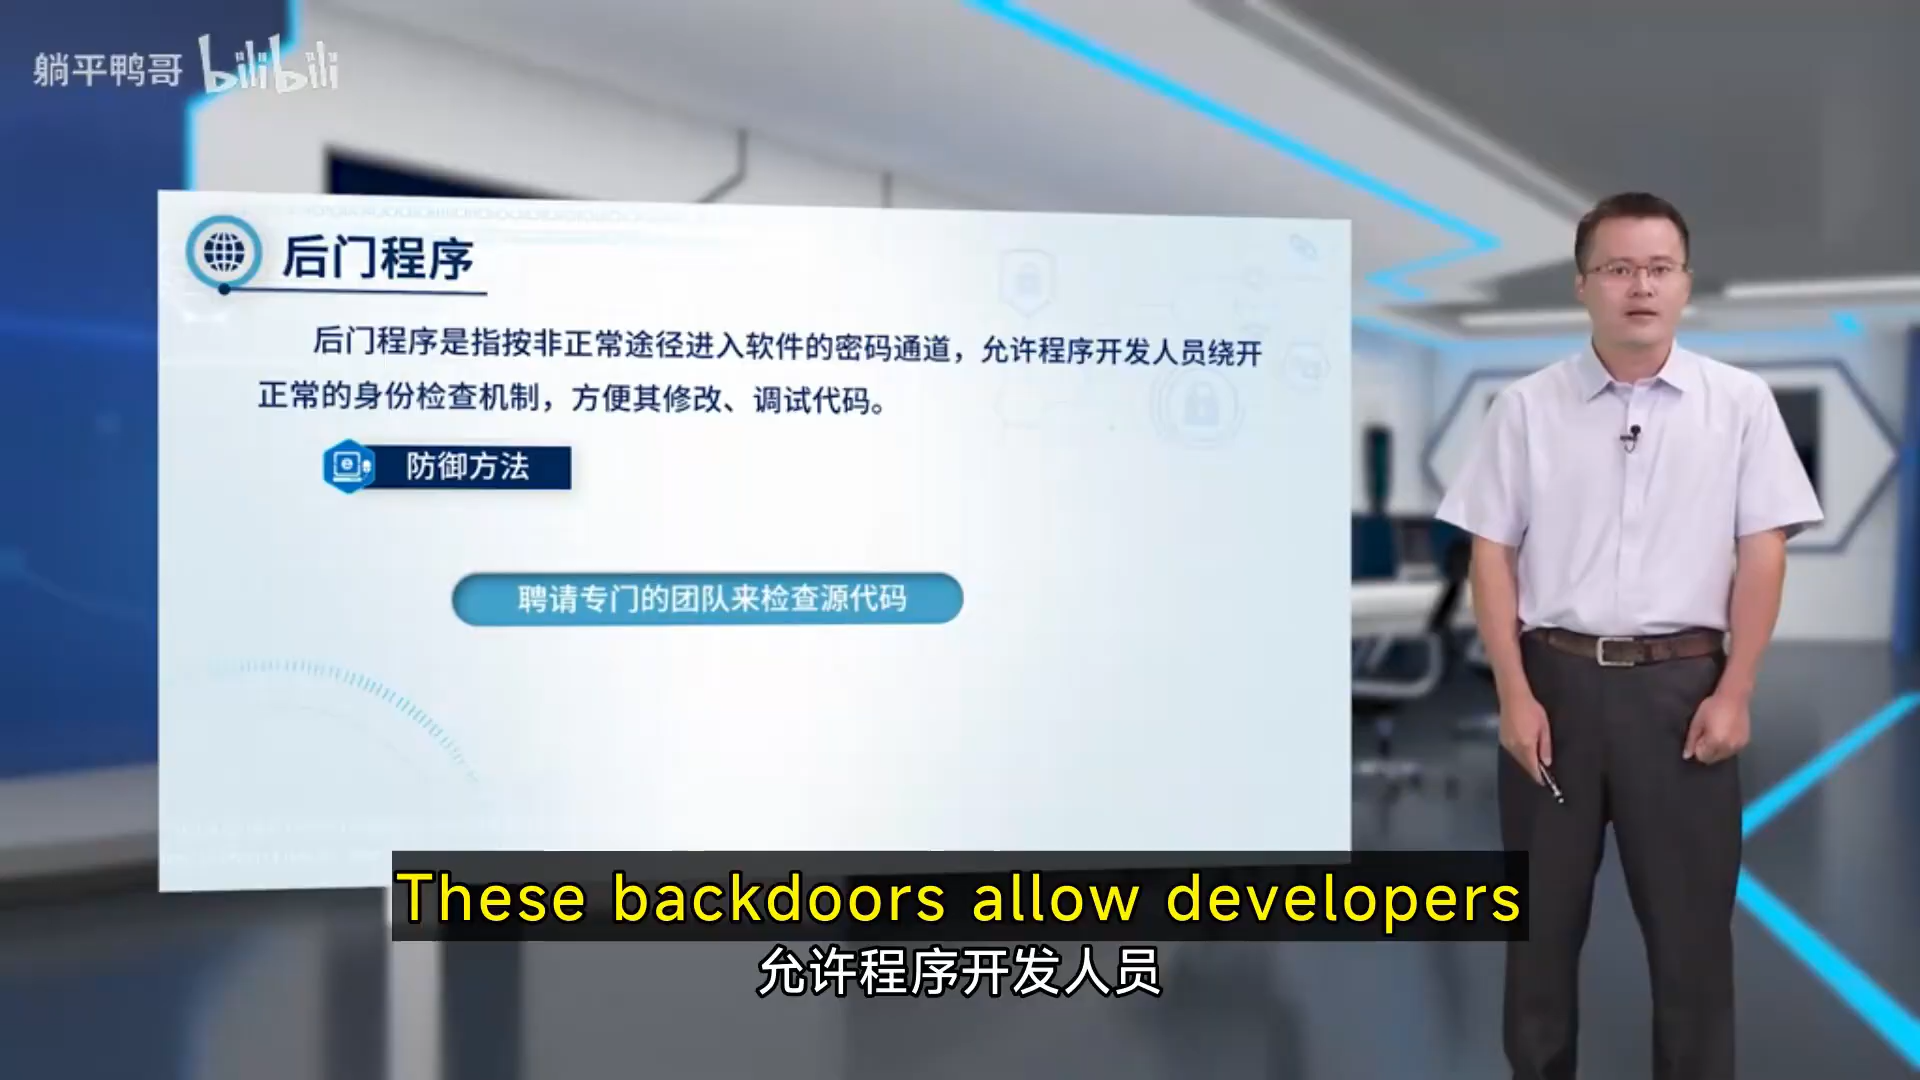 躺平鸭哥 bilibili
后门程序
后门程序是指按非正常途径进入软件的密码通道，允许程序开发人员绕开
正常的身份检查机制，方便其修改、调试代码。
防御方法
聘请专门的团队来检查源代码
These backdoors allow developers
允许程序开发人员